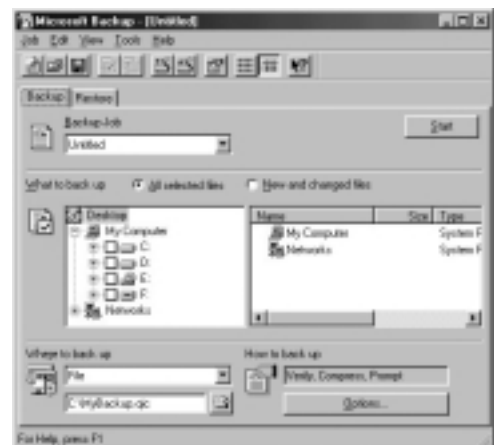 Microsoft Backup - [Untitled]
Job Edit View Tools Help
Backup Restore
Backup Job
Untitled
Start
What to back up
All selected files
New and changed files
Desktop
My Computer
C:
D:
E:
F:
Networks
Name Size Type
My Computer System F
Networks System F
Where to back up
File
C:\MyBackup.qic
How to back up
Verify, Compress, Prompt
Options...
For Help, press F1